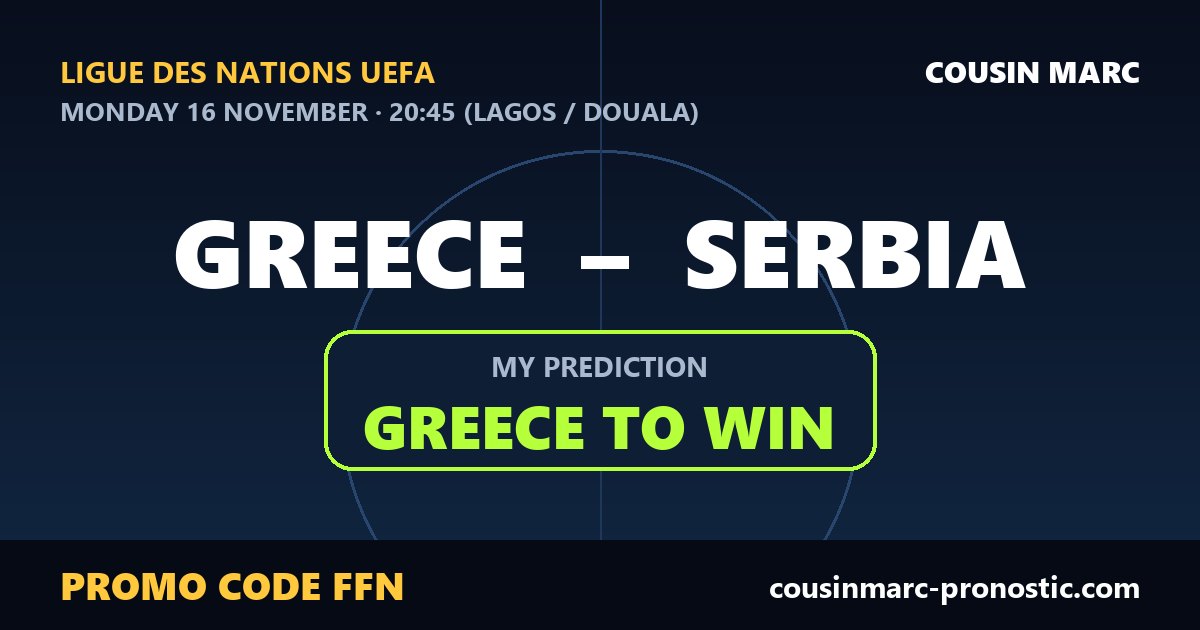 LIGUE DES NATIONS UEFA
COUSIN MARC
MONDAY 16 NOVEMBER · 20:45 (LAGOS / DOUALA)
GREECE – SERBIA
MY PREDICTION
GREECE TO WIN
PROMO CODE FFN
cousinmarc-pronostic.com